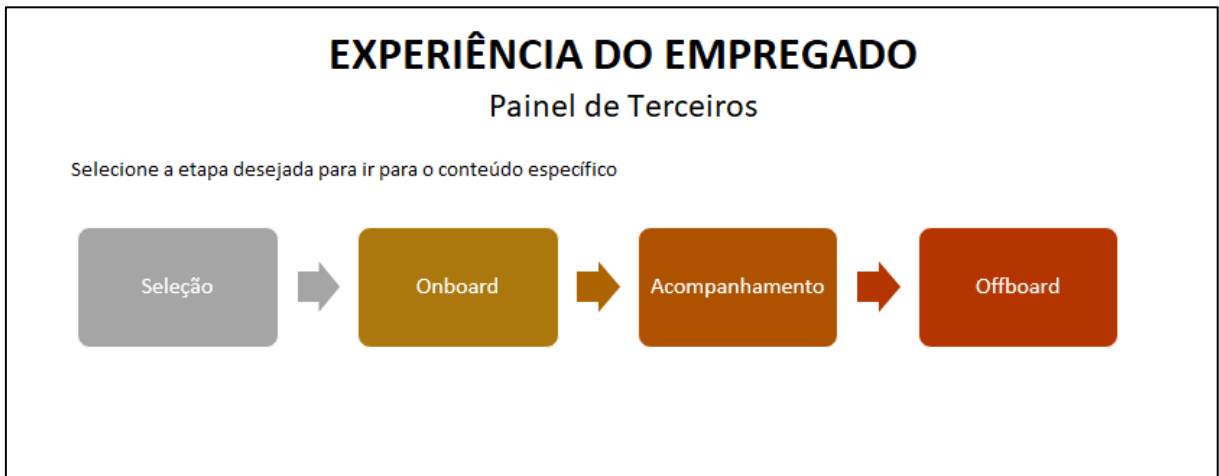 EXPERIÊNCIA DO EMPREGADO
Painel de Terceiros
Selecione a etapa desejada para ir para o conteúdo específico
Seleção
Onboard
Acompanhamento
Offboard